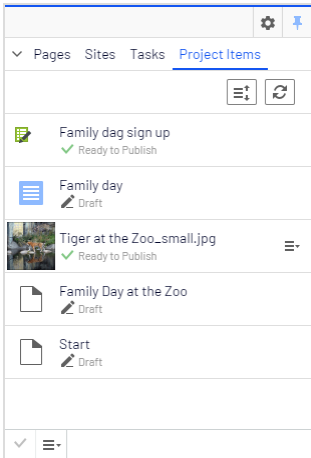 Pages Sites Tasks Project Items
Family dag sign up
Ready to Publish
Family day
Draft
Tiger at the Zoo_small.jpg
Ready to Publish
Family Day at the Zoo
Draft
Start
Draft